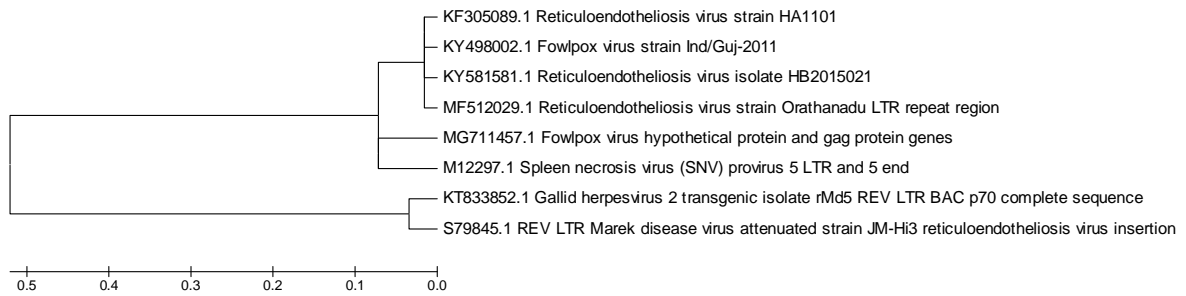 KF305089.1 Reticuloendotheliosis virus strain HA1101
KY498002.1 Fowlpox virus strain Ind/Guj-2011
KY581581.1 Reticuloendotheliosis virus isolate HB2015021
MF512029.1 Reticuloendotheliosis virus strain Orathanadu LTR repeat region
MG711457.1 Fowlpox virus hypothetical protein and gag protein genes
M12297.1 Spleen necrosis virus (SNV) provirus 5 LTR and 5 end
KT833852.1 Gallid herpesvirus 2 transgenic isolate rMd5 REV LTR BAC p70 complete sequence
S79845.1 REV LTR Marek disease virus attenuated strain JM-Hi3 reticuloendotheliosis virus insertion
0.5 0.4 0.3 0.2 0.1 0.0